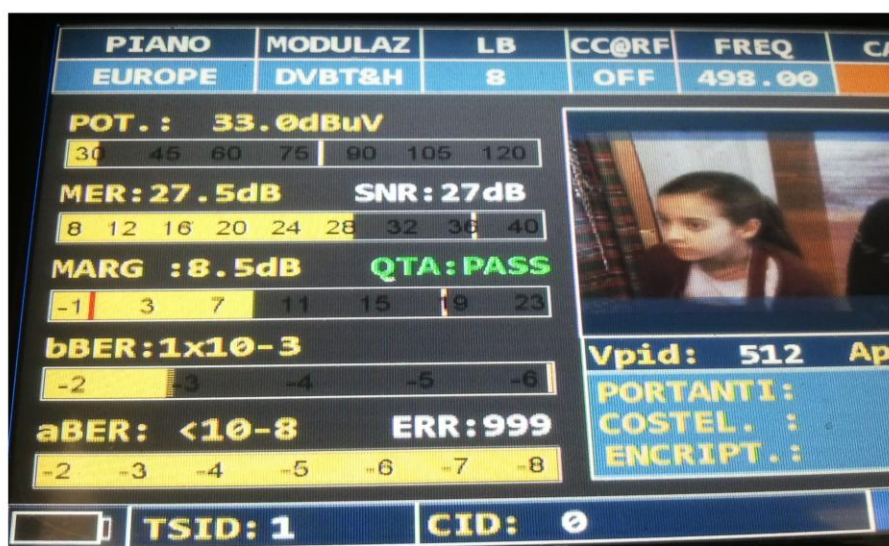 PIANO MODULAZ LB CC@RF FREQ
EUROPE DVBT&H 8 OFF 498.00
POT.: 33.0dBuV
30 45 60 75 90 105 120
MER:27.5dB SNR:27dB
8 12 16 20 24 28 32 36 40
MARG :8.5dB QTA:PASS
-1 3 7 11 15 19 23
bBER:1x10-3
-2 -3 -4 -5 -6
aBER: <10-8 ERR:999
-2 -3 -4 -5 -6 -7 -8
Vpid: 512 Ap
PORTANTI:
COSTEL. :
ENCRIPT.:
TSID:1 CID: 0